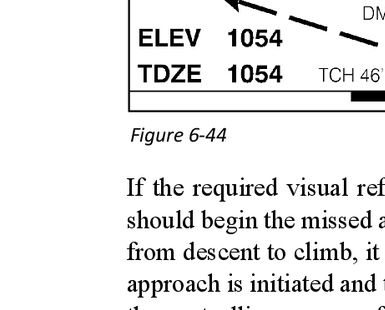 DM
ELEV 1054
TDZE 1054 TCH 46'
Figure 6-44
If the required visual ref
should begin the missed a
from descent to climb, it
approach is initiated and